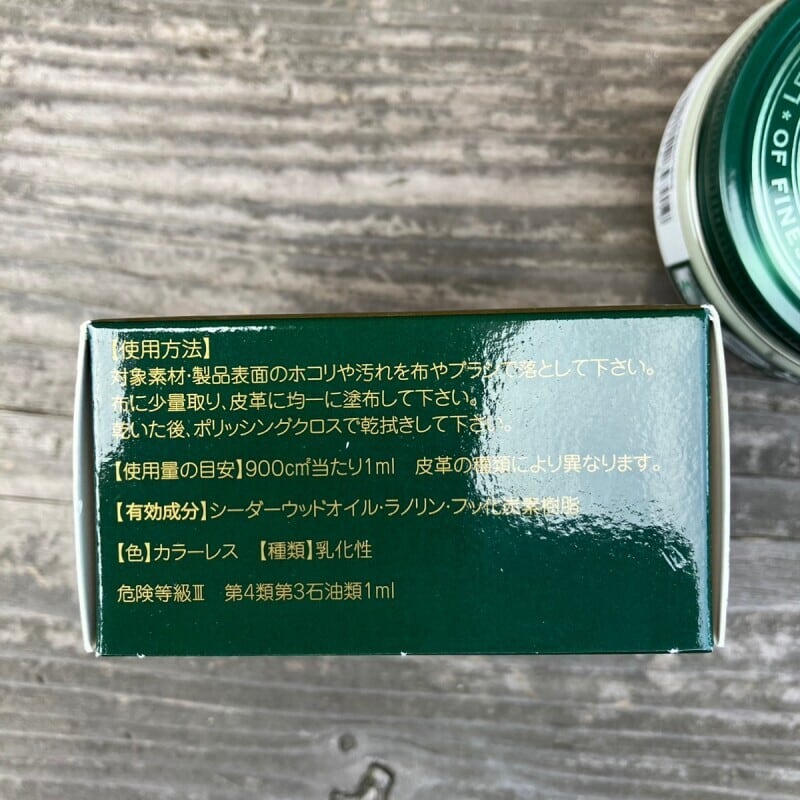 【使用方法】
対象素材・製品表面のホコリや汚れを布やブラシで落として下さい。
布に少量取り、皮革に均一に塗布して下さい。
乾いた後、ポリッシングクロスで乾拭きして下さい。
【使用量の目安】900c㎡当たり1ml 皮革の種類により異なります。
【有効成分】シーダーウッドオイル・ラノリン・フッ化炭素樹脂
【色】カラーレス 【種類】乳化性
危険等級Ⅲ 第4類第3石油類1ml
* OF